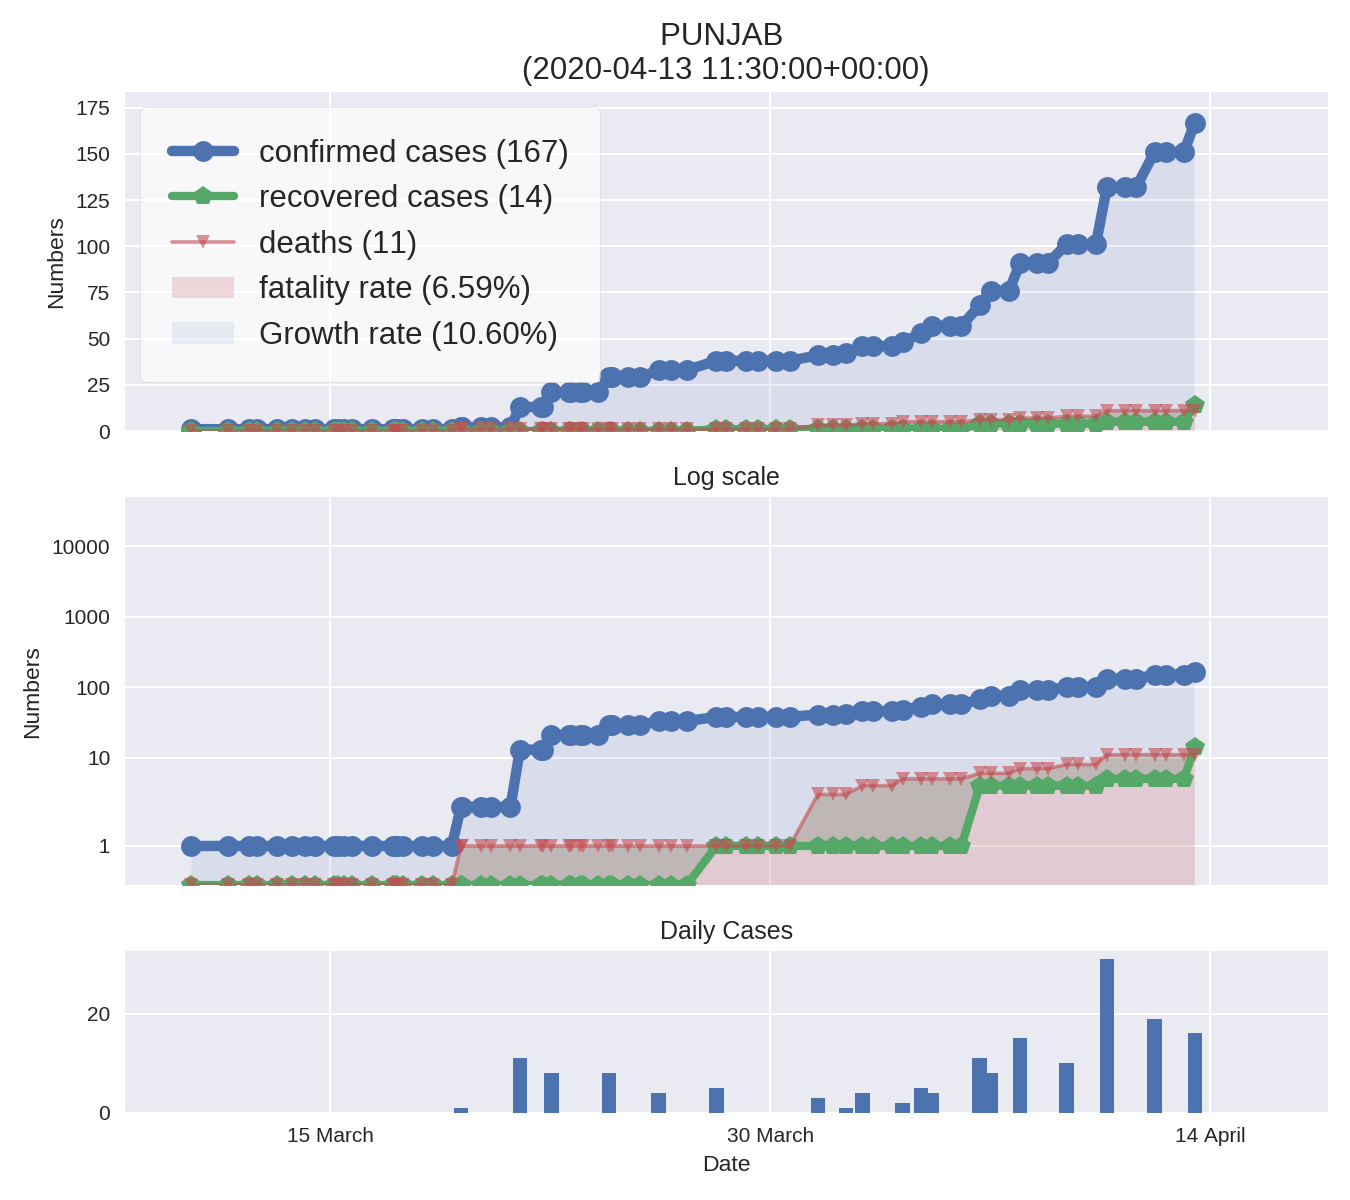 PUNJAB
(2020-04-13 11:30:00+00:00)
175
150
125
100
75
50
25
0
Numbers
confirmed cases (167)
recovered cases (14)
deaths (11)
fatality rate (6.59%)
Growth rate (10.60%)
Log scale
10000
1000
100
10
1
Numbers
Daily Cases
20
0
15 March
30 March
14 April
Date